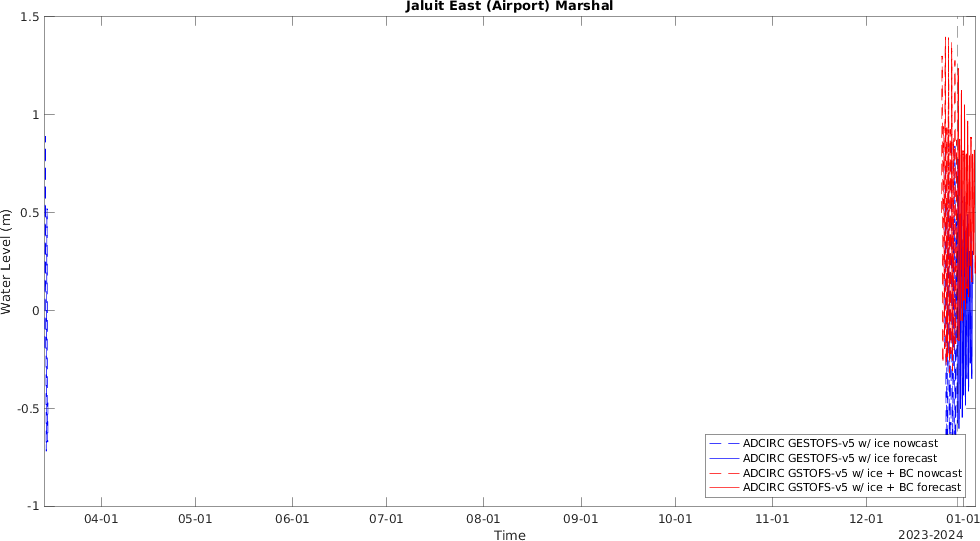 Jaluit East (Airport) Marshal
1.5
1
0.5
0
-0.5
-1
Water Level (m)
04-01 05-01 06-01 07-01 08-01 09-01 10-01 11-01 12-01 01-01
Time
2023-2024
ADCIRC GESTOFS-v5 w/ ice nowcast
ADCIRC GESTOFS-v5 w/ ice forecast
ADCIRC GSTOFS-v5 w/ ice + BC nowcast
ADCIRC GSTOFS-v5 w/ ice + BC forecast